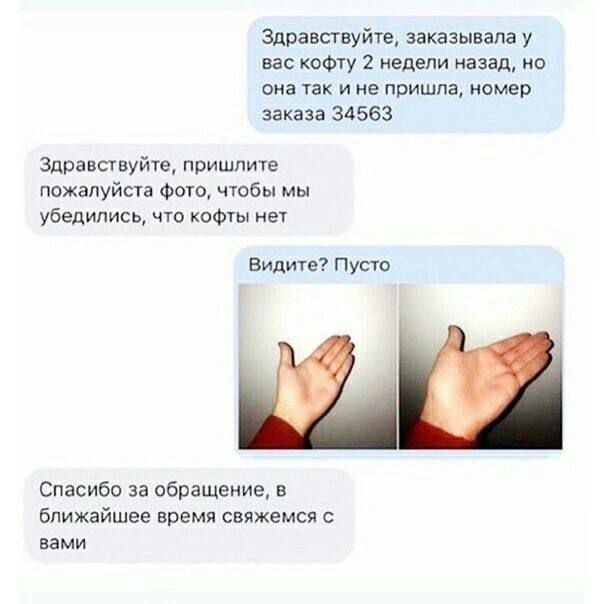 Здравствуйте, заказывала у
вас кофту 2 недели назад, но
она так и не пришла, номер
заказа 34563
Здравствуйте, пришлите
пожалуйста фото, чтобы мы
убедились, что кофты нет
Видите? Пусто
Спасибо за обращение, в
ближайшее время свяжемся с
вами